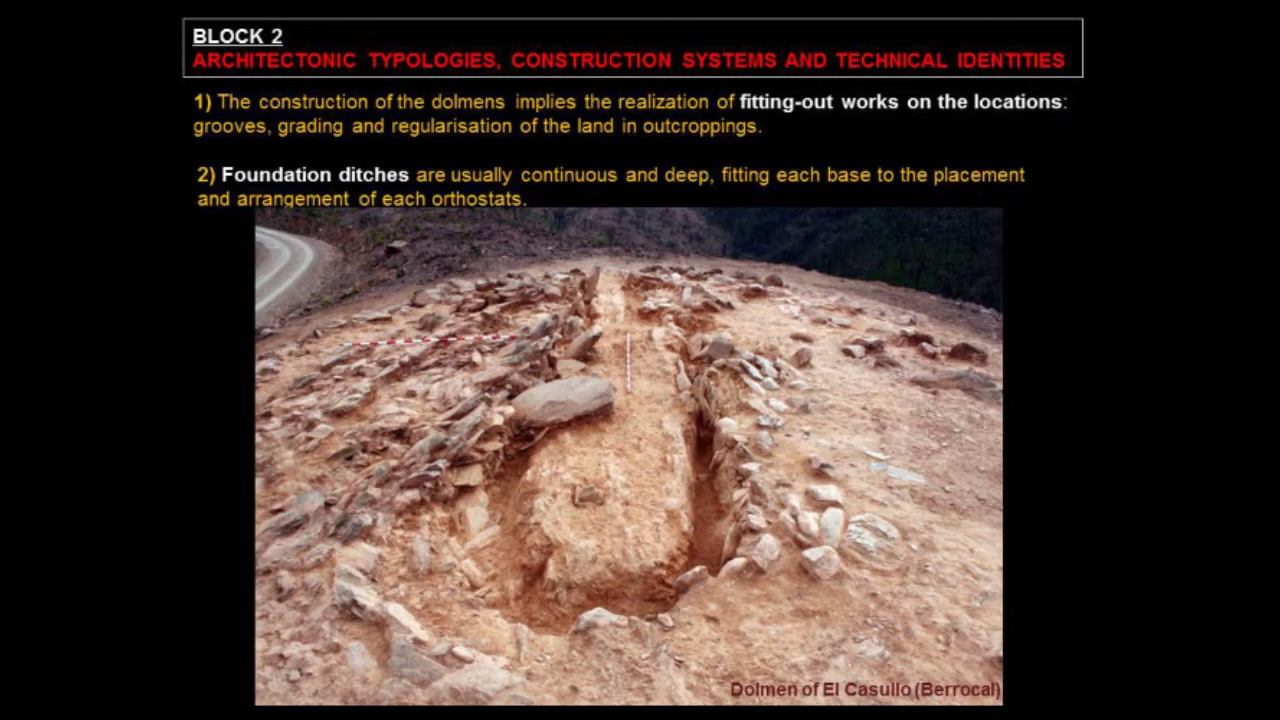 BLOCK 2
ARCHITECTONIC TYPOLOGIES, CONSTRUCTION SYSTEMS AND TECHNICAL IDENTITIES
1) The construction of the dolmens implies the realization of fitting-out works on the locations:
grooves, grading and regularisation of the land in outcroppings.
2) Foundation ditches are usually continuous and deep, fitting each base to the placement
and arrangement of each orthostats.
Dolmen of El Casullo (Berrocal)